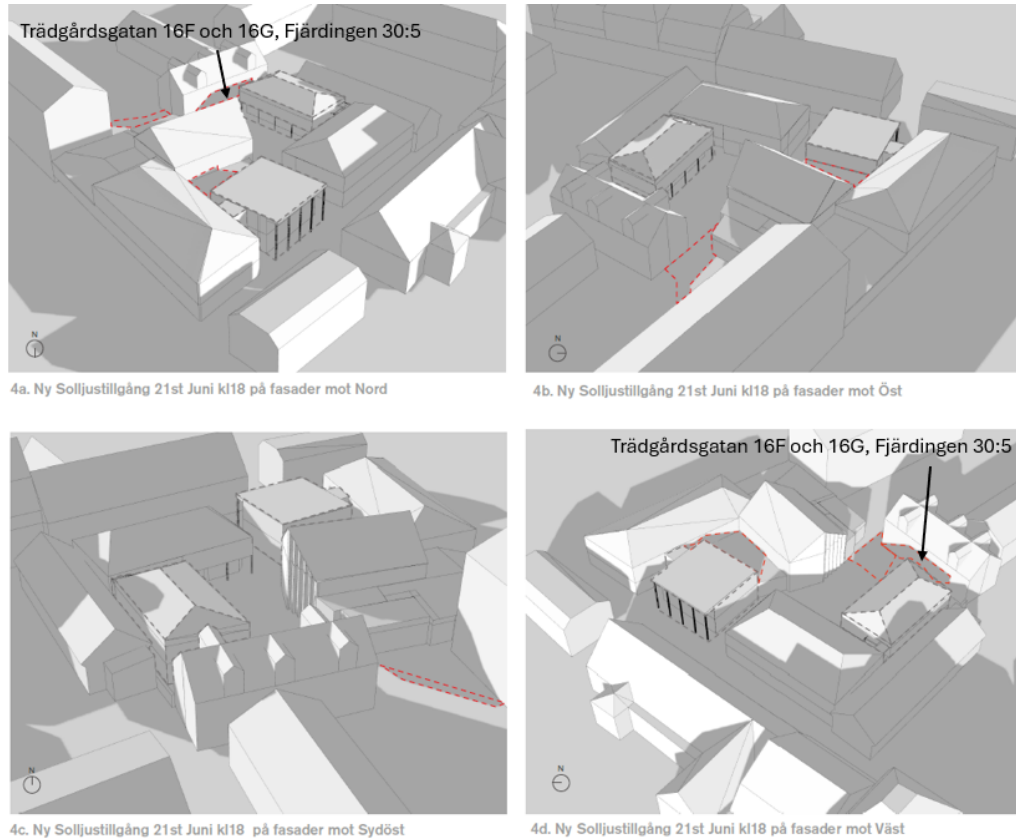 Trädgårdsgatan 16F och 16G, Fjärdingen 30:5
N
N
4a. Ny Solljustillgång 21st Juni kl18 på fasader mot Nord
4b. Ny Solljustillgång 21st Juni kl18 på fasader mot Öst
Trädgårdsgatan 16F och 16G, Fjärdingen 30:5
N
N
4c. Ny Solljustillgång 21st Juni kl18 på fasader mot Sydöst
4d. Ny Solljustillgång 21st Juni kl18 på fasader mot Väst